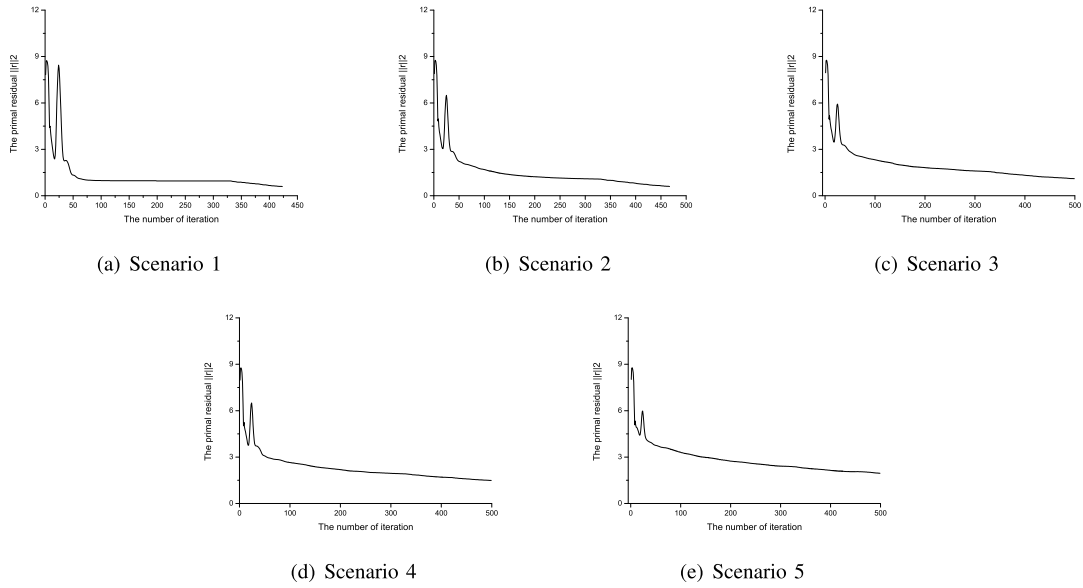 12
9
6
3
0
The primal residual ||r||2
0 50 100 150 200 250 300 350 400 450
The number of iteration
(a) Scenario 1
12
9
6
3
0
The primal residual ||r||2
0 50 100 150 200 250 300 350 400 450 500
The number of iteration
(b) Scenario 2
12
9
6
3
0
The primal residual ||r||2
0 100 200 300 400 500
The number of iteration
(c) Scenario 3
12
9
6
3
0
The primal residual ||r||2
0 100 200 300 400 500
The number of iteration
(d) Scenario 4
12
9
6
3
0
The primal residual ||r||2
0 100 200 300 400 500
The number of iteration
(e) Scenario 5